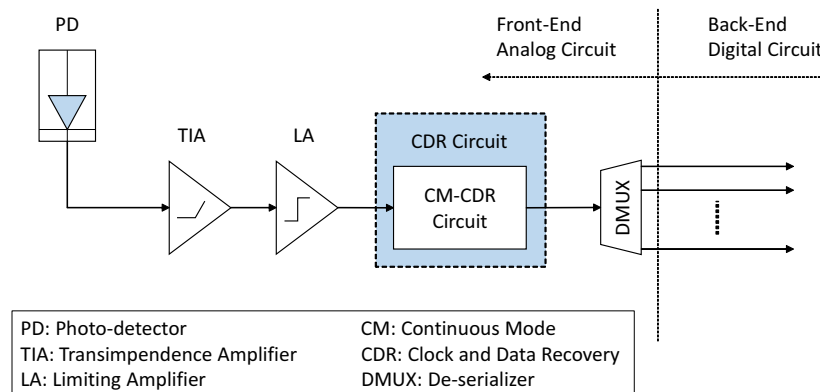 PD
Front-End
Analog Circuit
Back-End
Digital Circuit
TIA
LA
CDR Circuit
CM-CDR
Circuit
DMUX
PD: Photo-detector
CM: Continuous Mode
TIA: Transimpendence Amplifier
CDR: Clock and Data Recovery
LA: Limiting Amplifier
DMUX: De-serializer